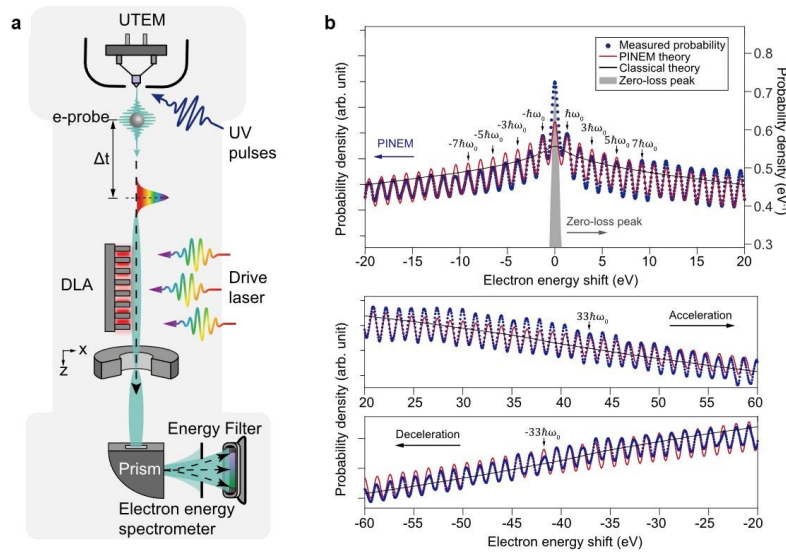 a
UTEM
e-probe
UV
pulses
Δt
DLA
Drive
laser
x
z
Energy Filter
Prism
Electron energy
spectrometer
b
Measured probability
PINEM theory
Classical theory
Zero-loss peak
-7ħω₀
-5ħω₀
-3ħω₀
-ħω₀
ħω₀
3ħω₀
5ħω₀
7ħω₀
PINEM
Zero-loss peak
0.8
0.7
0.6
0.5
0.4
0.3
Probability density (arb. unit)
Probability density (eV⁻¹)
-20 -15 -10 -5 0 5 10 15 20
Electron energy shift (eV)
33ħω₀
Acceleration
20 25 30 35 40 45 50 55 60
Electron energy shift (eV)
Probability density (arb. unit)
Deceleration
-33ħω₀
-60 -55 -50 -45 -40 -35 -30 -25 -20
Electron energy shift (eV)